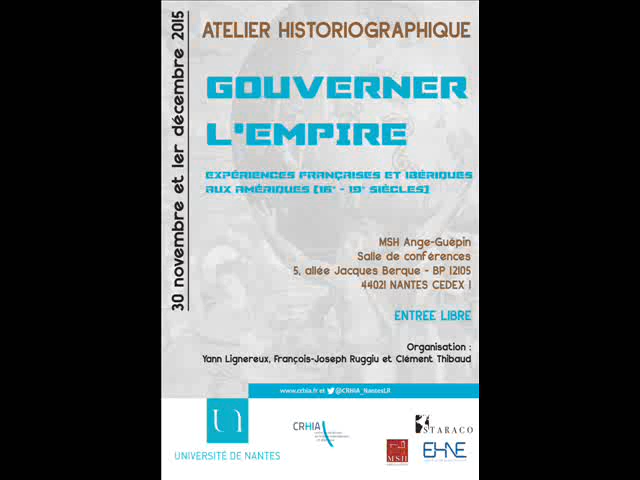 30 novembre et 1er décembre 2015
ATELIER HISTORIOGRAPHIQUE
GOUVERNER
L'EMPIRE
EXPÉRIENCES FRANÇAISES ET IBÉRIQUES
AUX AMÉRIQUES (16e - 19e SIÈCLES)
MSH Ange-Guépin
Salle de conférences
5, allée Jacques Berque - BP 12105
44021 NANTES CEDEX 1
ENTREE LIBRE
Organisation :
Yann Lignereux, François-Joseph Ruggiu et Clément Thibaud
www.crhia.fr et @CRHIA_NantesLR
UNIVERSITÉ DE NANTES
CRHIA
STARACO
MSH
EHNE